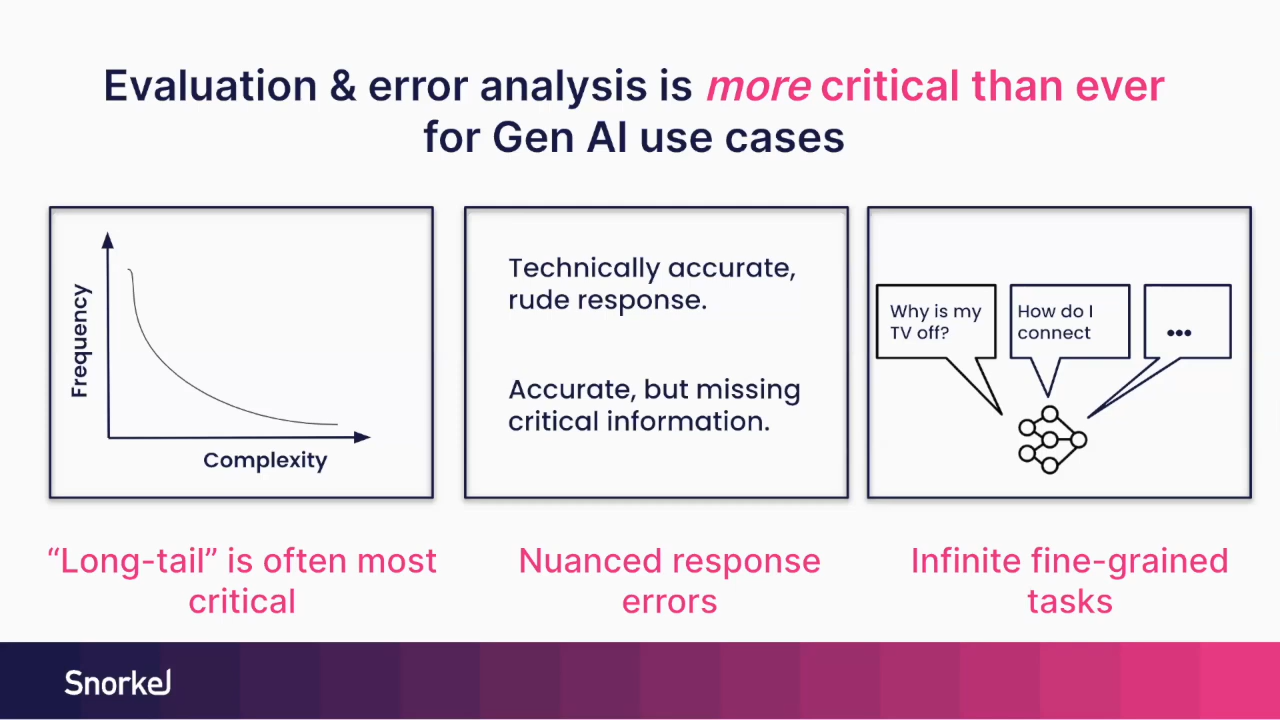 Evaluation & error analysis is more critical than ever
for Gen AI use cases
Frequency
Complexity
Technically accurate,
rude response.
Accurate, but missing
critical information.
Why is my
TV off?
How do I
connect
•••
“Long-tail” is often most
critical
Nuanced response
errors
Infinite fine-grained
tasks
Snorkel